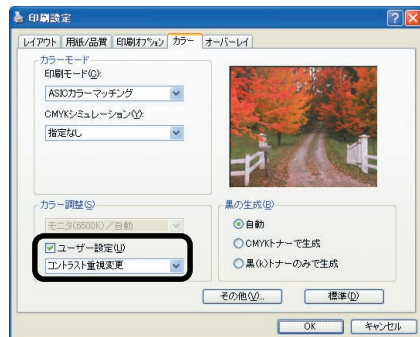 印刷設定
レイアウト 用紙/品質 印刷オプション カラー オーバーレイ
カラーモード
印刷モード(C):
ASICカラーマッチング
CMYKシミュレーション(Y):
指定なし
カラー調整(S)
モニタ(6500K)/自動
ユーザー設定(U)
コントラスト重視変更
黒の生成(B)
自動
CMYKトナーで生成
黒(k)トナーのみで生成
その他(V)... 標準(D)
OK キャンセル